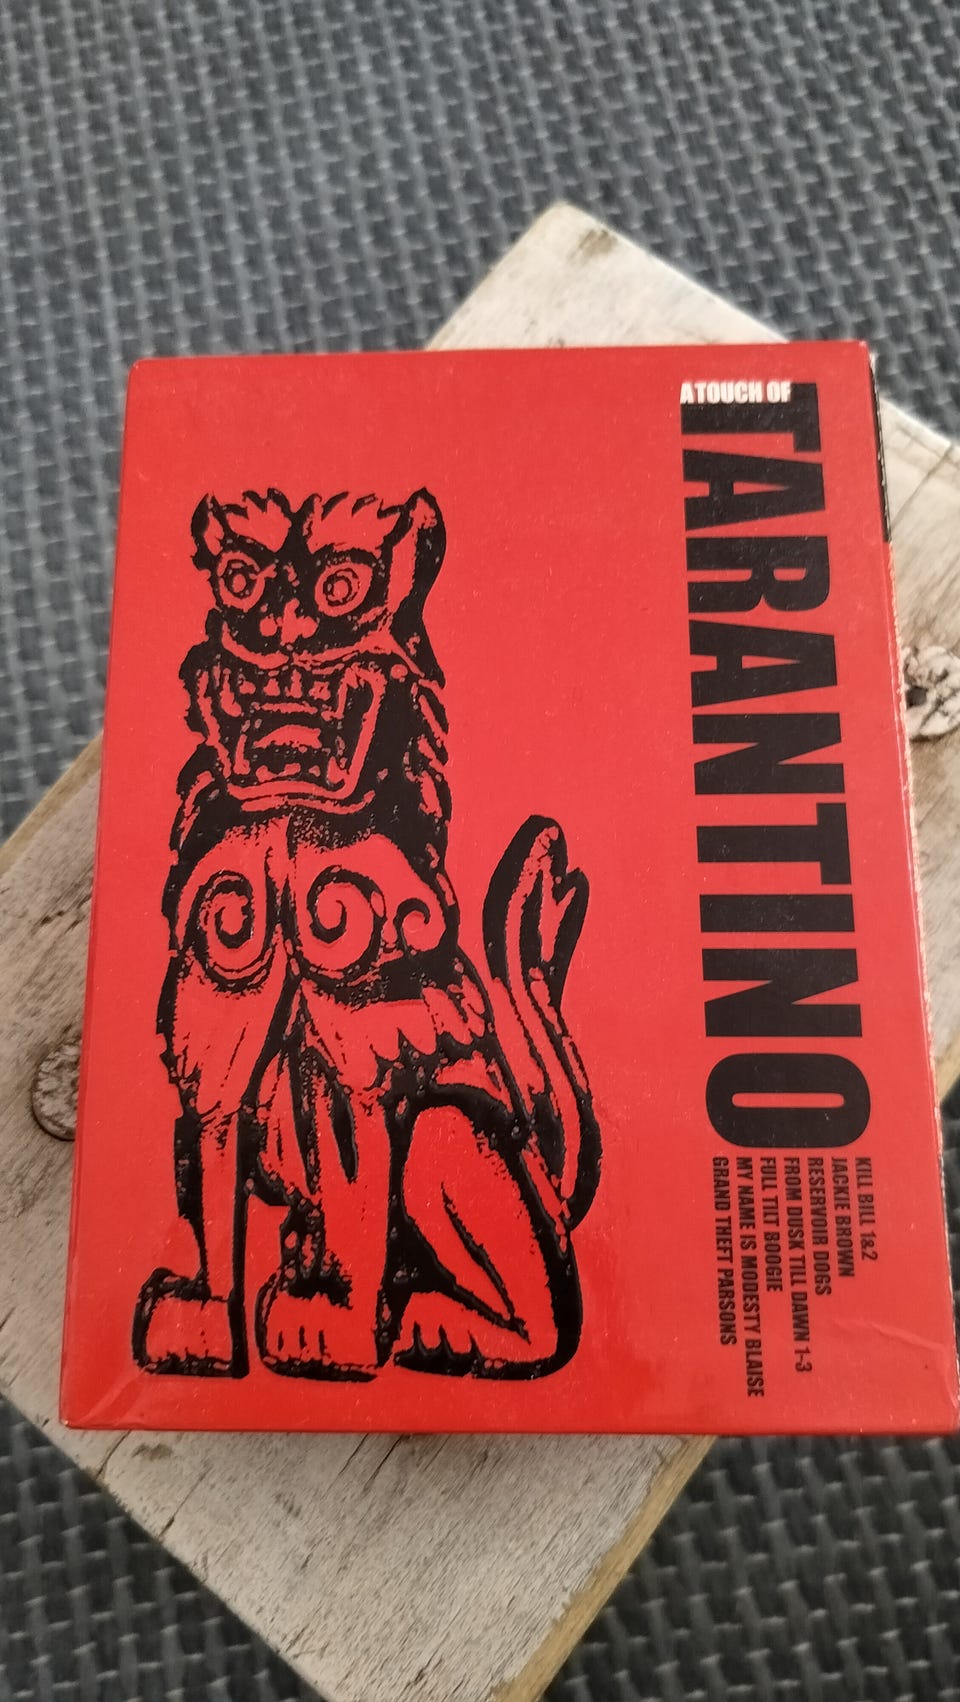 A TOUCH OF
TARANTINO
KILL BILL 1&2
JACKIE BROWN
RESERVOIR DOGS
FROM DUSK TILL DAWN 1-3
FULL TILT BOOGIE
MY NAME IS MODESTY BLAISE
GRAND THEFT PARSONS